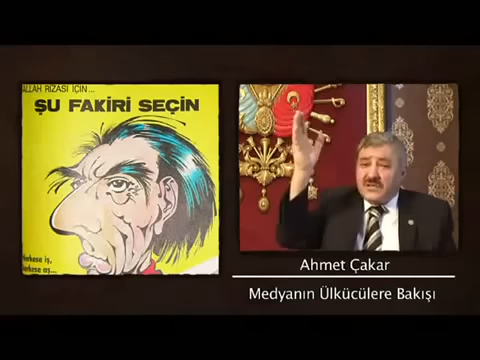 ALLAH RIZASI İÇİN...
ŞU FAKİRİ SEÇİN
Herkese iş,
herkese aş...
Ahmet Çakar
Medyanın Ülkücülere Bakışı